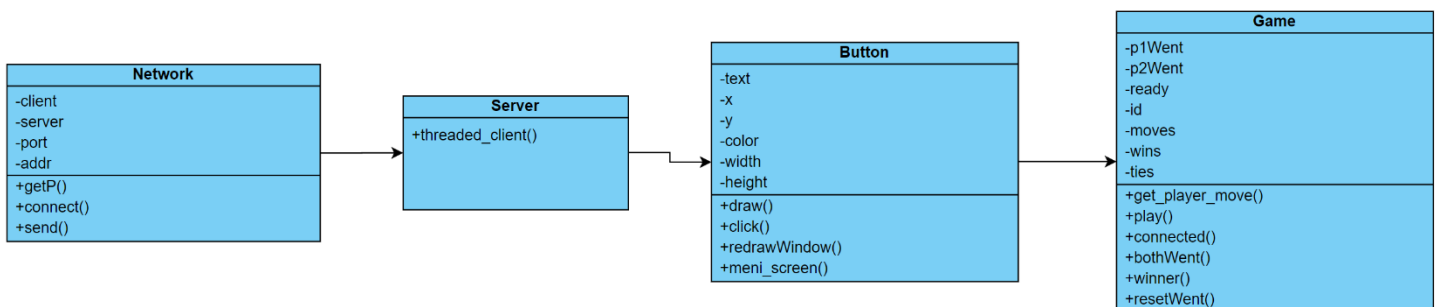 Network
-client
-server
-port
-addr
+getP()
+connect()
+send()
Server
+threaded_client()
Button
-text
-x
-y
-color
-width
-height
+draw()
+click()
+redrawWindow()
+meni_screen()
Game
-p1Went
-p2Went
-ready
-id
-moves
-wins
-ties
+get_player_move()
+play()
+connected()
+bothWent()
+winner()
+resetWent()